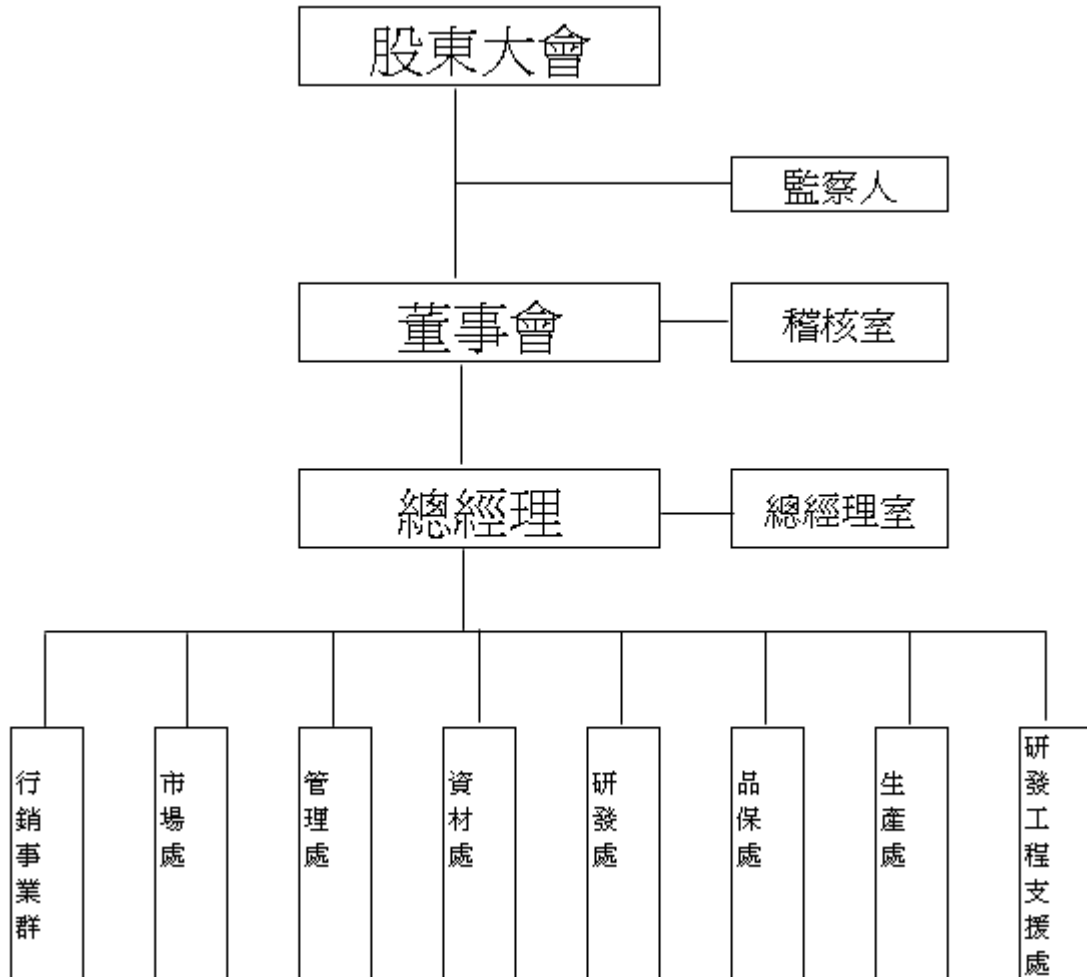 股東大會
監察人
董事會
稽核室
總經理
總經理室
行銷事業群
市場處
管理處
資材處
研發處
品保處
生產處
研發工程支援處